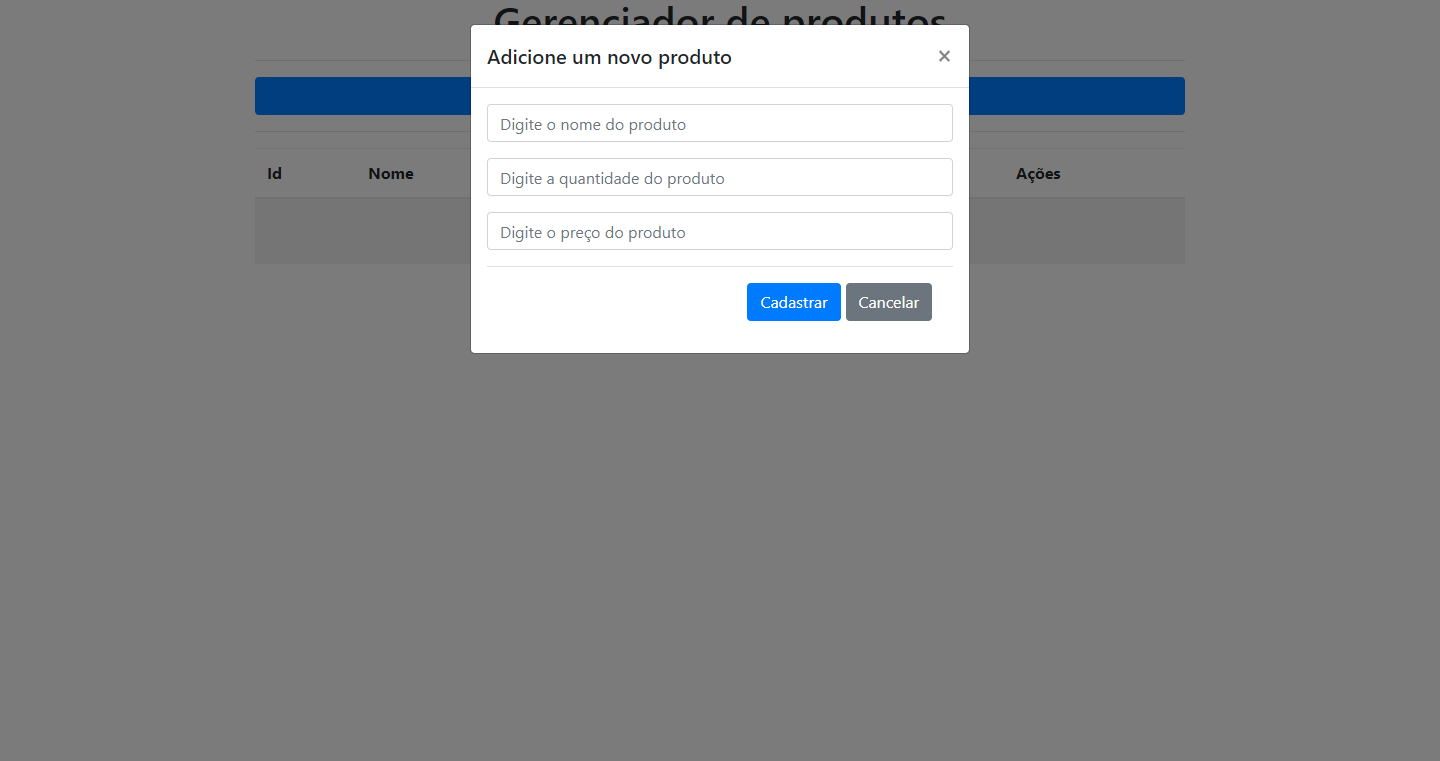 Gerenciador de produtos
Adicione um novo produto ×
Digite o nome do produto
Digite a quantidade do produto
Id Nome Ações
Digite o preço do produto
Cadastrar Cancelar